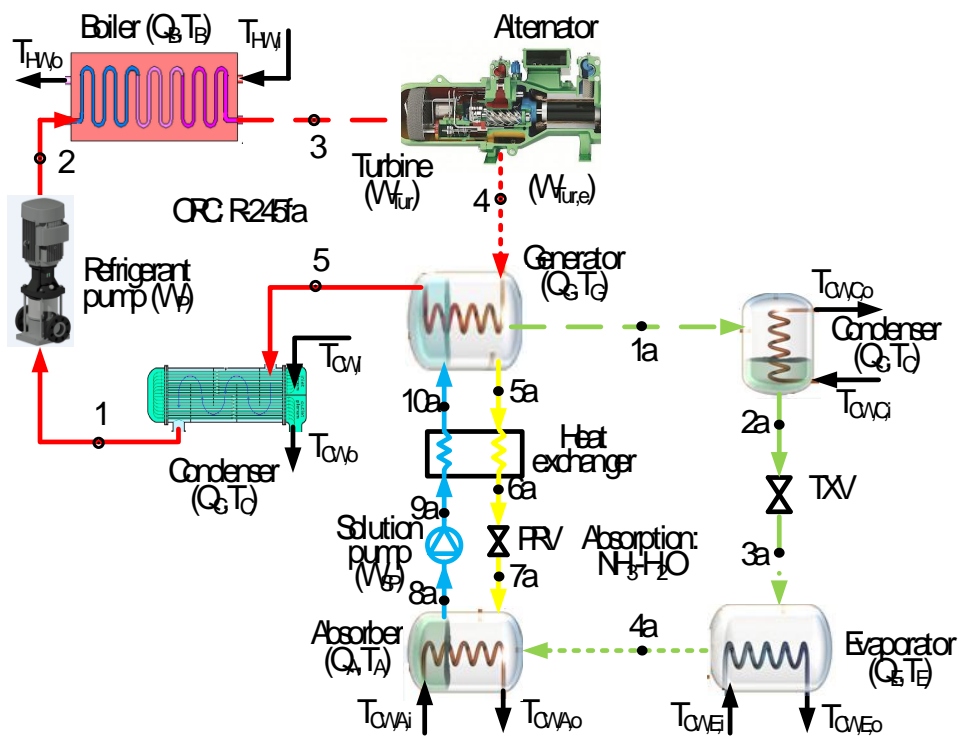 Boiler (QB,TB)
THW,o
THW,i
Alternator
2
3
Turbine
(Wtur)
(Wtur,e)
4
ORC: R-245fa
Refrigerant
pump (WP)
5
Generator
(QG,TG)
TCW,C,o
Condenser
(QC,TC)
TCW,C,i
1a
TCW,i
1
TCW,o
Condenser
(QC,TC)
10a
5a
Heat
exchanger
2a
TXV
9a
6a
Solution
pump
(WSP)
PRV
Absorption:
NH3-H2O
3a
8a
7a
Absorber
(QA,TA)
4a
Evaporator
(QE,TE)
TCW,A,i
TCW,A,o
TCW,E,i
TCW,E,o